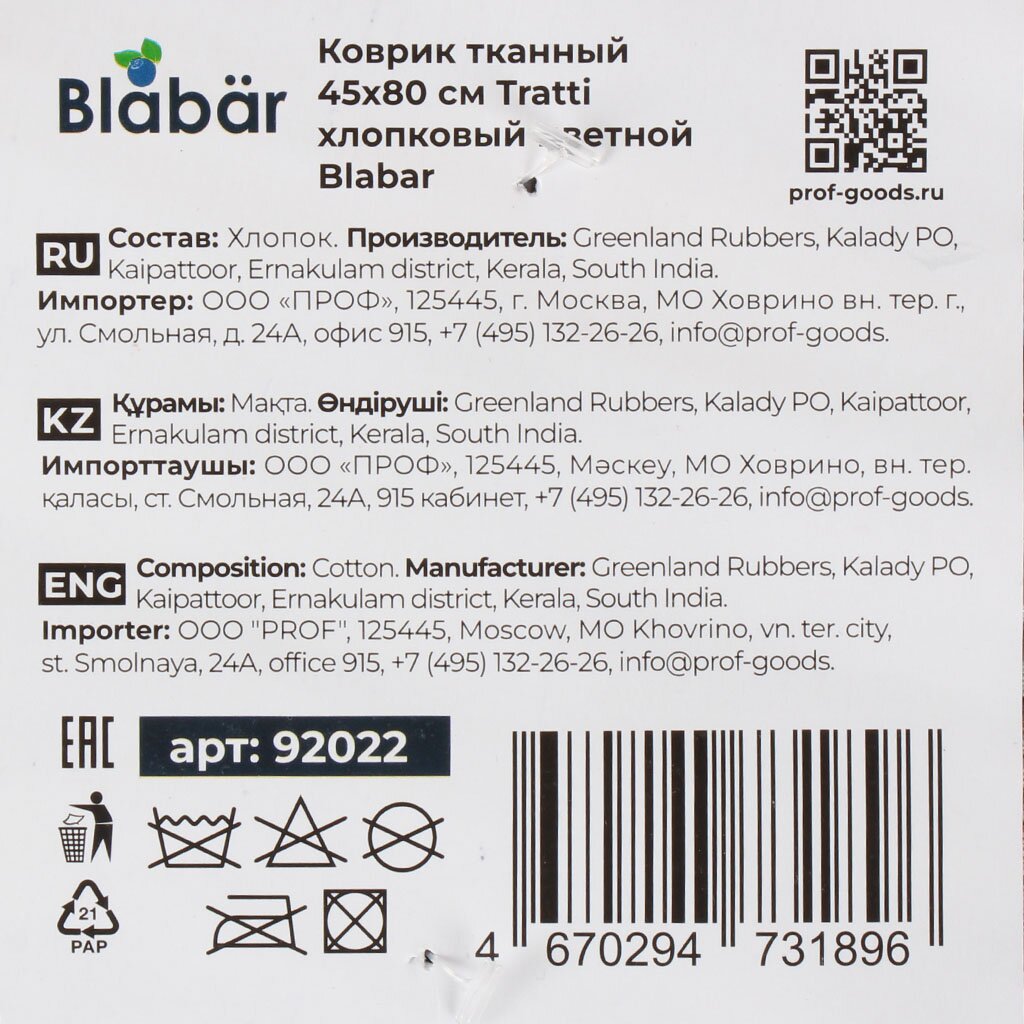 Blabär
Коврик тканный
45х80 см Tratti
хлопковый цветной
Blabar
prof-goods.ru
RU
Состав: Хлопок. Производитель: Greenland Rubbers, Kalady PO,
Kaipattoor, Ernakulam district, Kerala, South India.
Импортер: ООО «ПРОФ», 125445, г. Москва, МО Ховрино вн. тер. г.,
ул. Смольная, д. 24А, офис 915, +7 (495) 132-26-26, info@prof-goods.
KZ
Құрамы: Мақта. Өндіруші: Greenland Rubbers, Kalady PO, Kaipattoor,
Ernakulam district, Kerala, South India.
Импорттаушы: ООО «ПРОФ», 125445, Мәскеу, МО Ховрино, вн. тер.
қаласы, ст. Смольная, 24А, 915 кабинет, +7 (495) 132-26-26, info@prof-goods.
ENG
Composition: Cotton. Manufacturer: Greenland Rubbers, Kalady PO,
Kaipattoor, Ernakulam district, Kerala, South India.
Importer: OOO "PROF", 125445, Moscow, MO Khovrino, vn. ter. city,
st. Smolnaya, 24A, office 915, +7 (495) 132-26-26, info@prof-goods.
EAC
арт: 92022
21
PAP
4 670294 731896